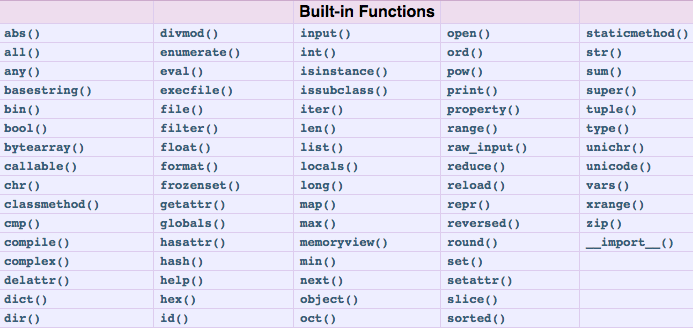 Built-in Functions
abs() divmod() input() open() staticmethod()
all() enumerate() int() ord() str()
any() eval() isinstance() pow() sum()
basestring() execfile() issubclass() print() super()
bin() file() iter() property() tuple()
bool() filter() len() range() type()
bytearray() float() list() raw_input() unichr()
callable() format() locals() reduce() unicode()
chr() frozenset() long() reload() vars()
classmethod() getattr() map() repr() xrange()
cmp() globals() max() reversed() zip()
compile() hasattr() memoryview() round() __import__()
complex() hash() min() set()
delattr() help() next() setattr()
dict() hex() object() slice()
dir() id() oct() sorted()